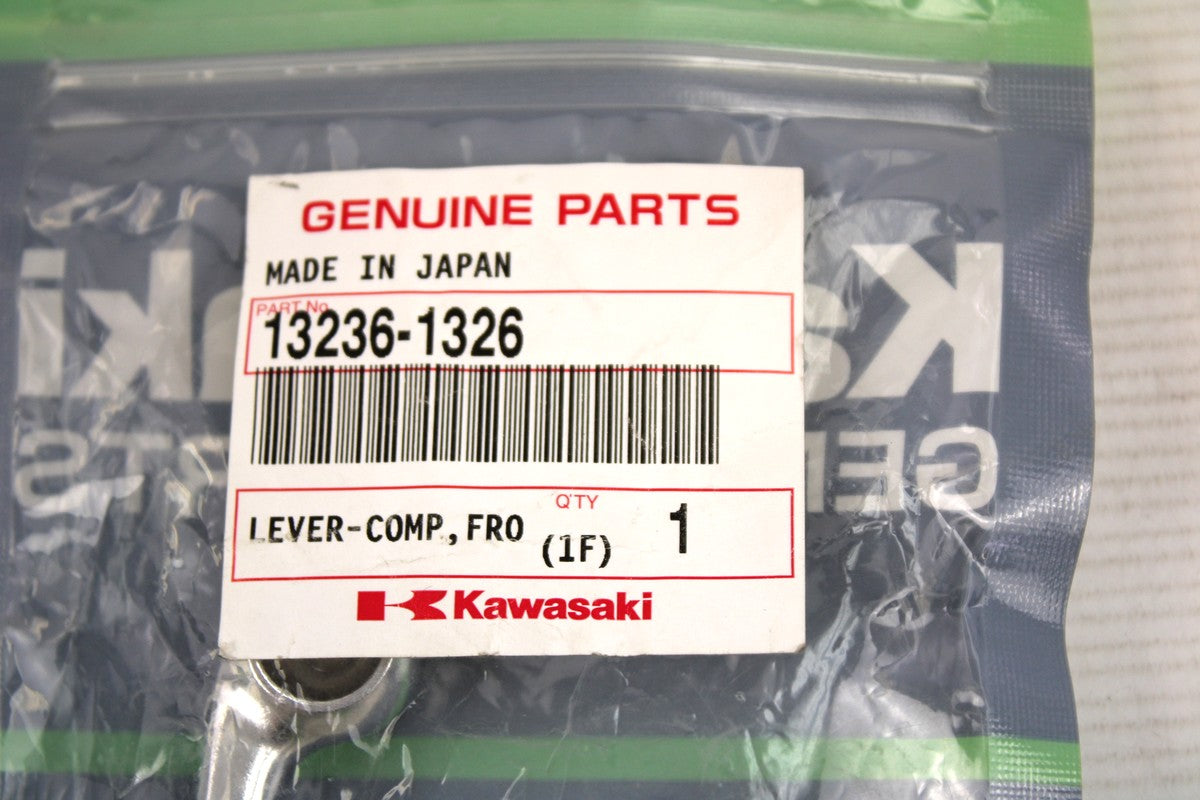 GENUINE PARTS
MADE IN JAPAN
PART No.
13236-1326
Q'TY
LEVER-COMP,FRO (1F) 1
Kawasaki